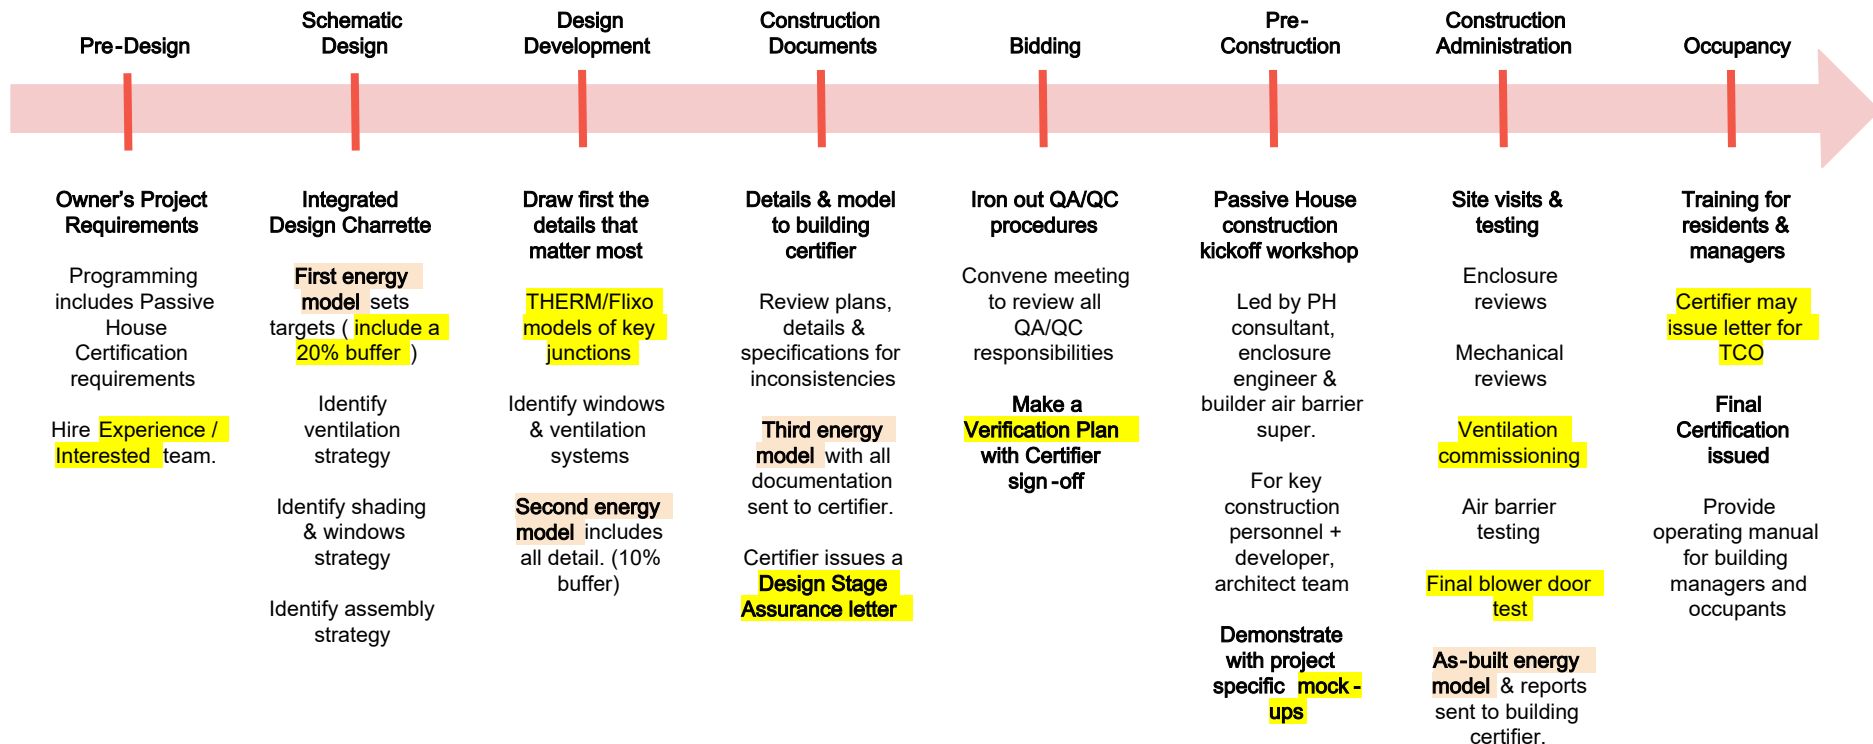 Pre-Design
Schematic
Design
Design
Development
Construction
Documents
Bidding
Pre-
Construction
Construction
Administration
Occupancy
Owner's Project
Requirements
Programming
includes Passive
House
Certification
requirements
Hire Experience /
Interested team.
Integrated
Design Charrette
First energy
model sets
targets ( include a
20% buffer )
Identify
ventilation
strategy
Identify shading
& windows
strategy
Identify assembly
strategy
Draw first the
details that
matter most
THERM/Flixo
models of key
junctions
Identify windows
& ventilation
systems
Second energy
model includes
all detail. (10%
buffer)
Details & model
to building
certifier
Review plans,
details &
specifications for
inconsistencies
Third energy
model with all
documentation
sent to certifier.
Certifier issues a
Design Stage
Assurance letter
Iron out QA/QC
procedures
Convene meeting
to review all
QA/QC
responsibilities
Make a
Verification Plan
with Certifier
sign-off
Passive House
construction
kickoff workshop
Led by PH
consultant,
enclosure
engineer &
builder air barrier
super.
For key
construction
personnel +
developer,
architect team
Demonstrate
with project
specific mock-
ups
Site visits &
testing
Enclosure
reviews
Mechanical
reviews
Ventilation
commissioning
Air barrier
testing
Final blower door
test
As-built energy
model & reports
sent to building
certifier.
Training for
residents &
managers
Certifier may
issue letter for
TCO
Final
Certification
issued
Provide
operating manual
for building
managers and
occupants